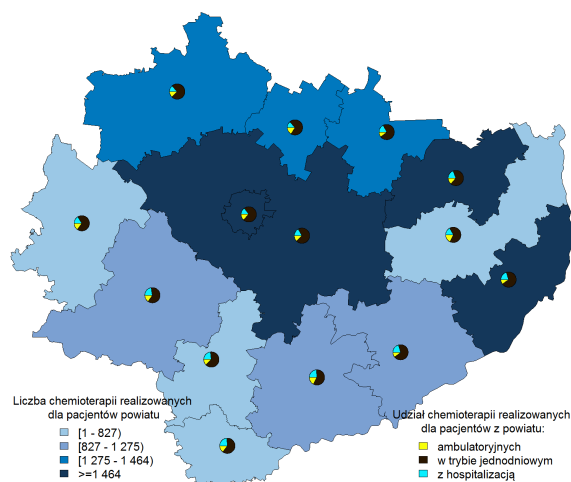 Liczba chemioterapii realizowanych
dla pacjentów powiatu
[1 - 827)
[827 - 1 275)
[1 275 - 1 464)
>=1 464
Udział chemioterapii realizowanych
dla pacjentów z powiatu:
ambulatoryjnych
w trybie jednodniowym
z hospitalizacją